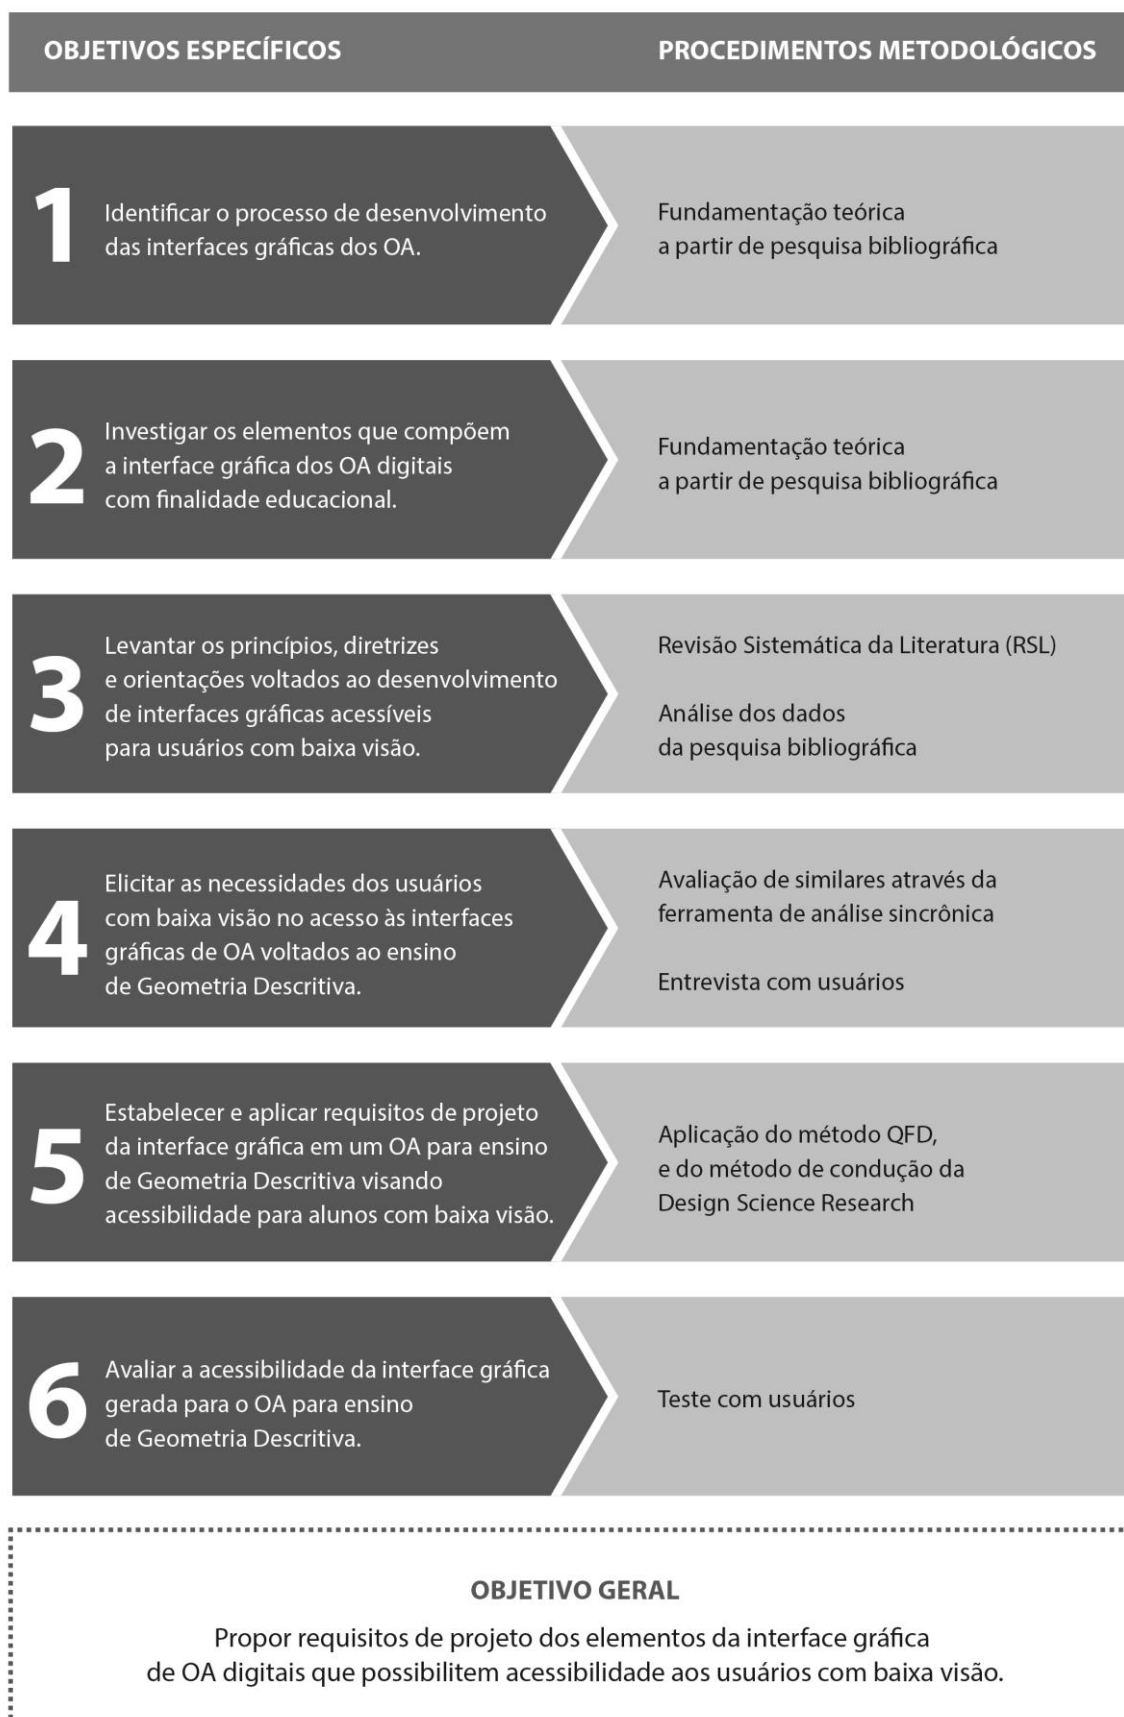 OBJETIVOS ESPECÍFICOS
PROCEDIMENTOS METODOLÓGICOS
1
Identificar o processo de desenvolvimento
das interfaces gráficas dos OA.
Fundamentação teórica
a partir de pesquisa bibliográfica
2
Investigar os elementos que compõem
a interface gráfica dos OA digitais
com finalidade educacional.
Fundamentação teórica
a partir de pesquisa bibliográfica
3
Levantar os princípios, diretrizes
e orientações voltados ao desenvolvimento
de interfaces gráficas acessíveis
para usuários com baixa visão.
Revisão Sistemática da Literatura (RSL)
Análise dos dados
da pesquisa bibliográfica
4
Elicitar as necessidades dos usuários
com baixa visão no acesso às interfaces
gráficas de OA voltados ao ensino
de Geometria Descritiva.
Avaliação de similares através da
ferramenta de análise sincrônica
Entrevista com usuários
5
Estabelecer e aplicar requisitos de projeto
da interface gráfica em um OA para ensino
de Geometria Descritiva visando
acessibilidade para alunos com baixa visão.
Aplicação do método QFD,
e do método de condução da
Design Science Research
6
Avaliar a acessibilidade da interface gráfica
gerada para o OA para ensino
de Geometria Descritiva.
Teste com usuários
OBJETIVO GERAL
Propor requisitos de projeto dos elementos da interface gráfica
de OA digitais que possibilitem acessibilidade aos usuários com baixa visão.